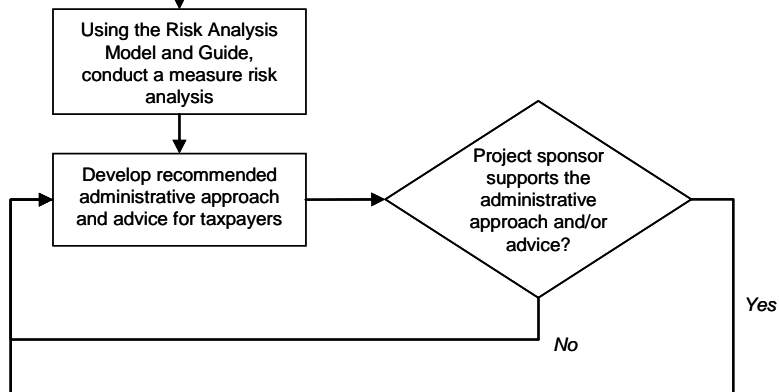 Using the Risk Analysis
Model and Guide,
conduct a measure risk
analysis
Develop recommended
administrative approach
and advice for taxpayers
Project sponsor
supports the
administrative
approach and/or
advice?
Yes
No